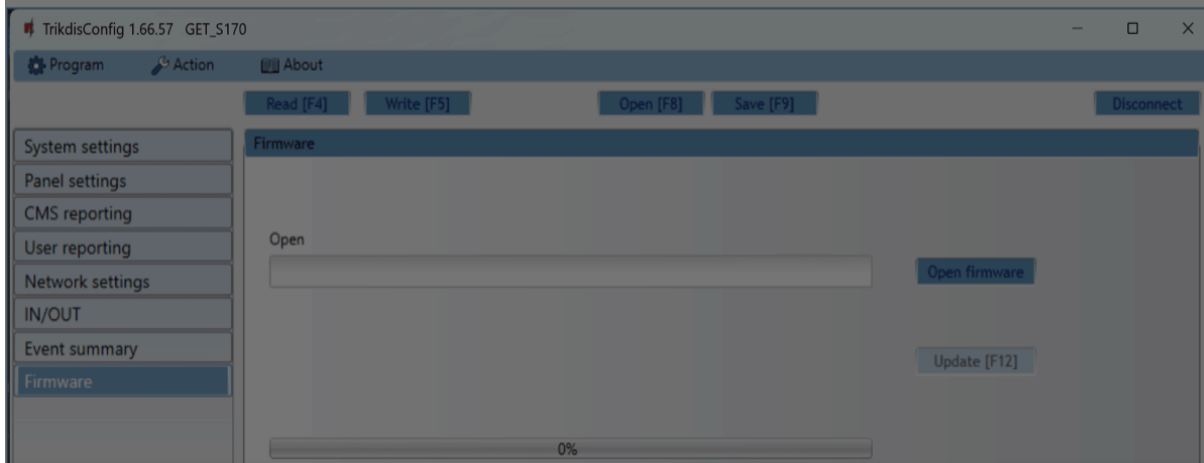 TrikdisConfig 1.66.57 GET_S170
Program Action About
Read [F4] Write [F5] Open [F8] Save [F9] Disconnect
System settings
Panel settings
CMS reporting
User reporting
Network settings
IN/OUT
Event summary
Firmware
Firmware
Open
Open firmware
Update [F12]
0%